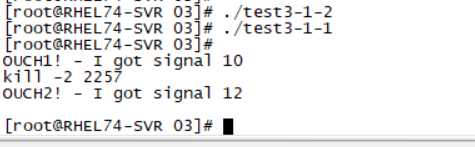 [root@RHEL74-SVR 03]# ./test3-1-2
[root@RHEL74-SVR 03]# ./test3-1-1
[root@RHEL74-SVR 03]#
OUCH1! - I got signal 10
kill -2 2257
OUCH2! - I got signal 12
[root@RHEL74-SVR 03]#